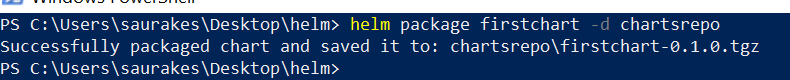 Windows PowerShell
PS C:\Users\saurakes\Desktop\helm> helm package firstchart -d chartsrepo
Successfully packaged chart and saved it to: chartsrepo\firstchart-0.1.0.tgz
PS C:\Users\saurakes\Desktop\helm>